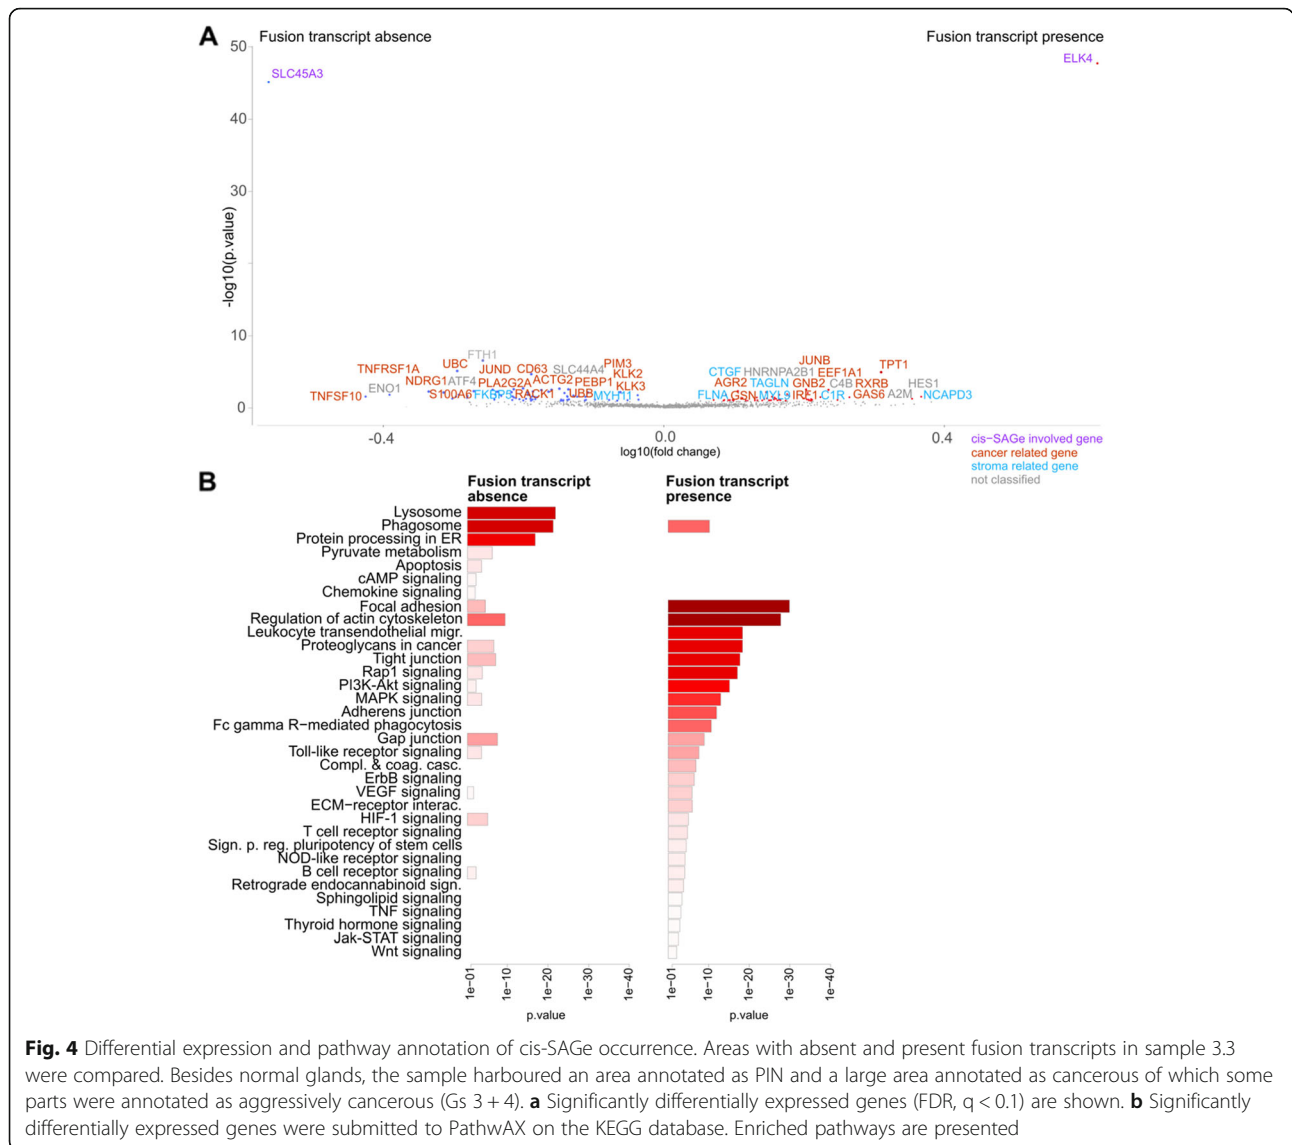 A
Fusion transcript absence
Fusion transcript presence
50
40
30
20
10
0
-log10(p.value)
SLC45A3
ELK4
FTH1
UBC
TNFRSF1A
JUND
CD63
SLC44A4
PIM3
KLK2
NDRG1
ATF4
PLA2G2A
ACTG2
PEBP1
KLK3
TNFSF10
ENO1
S100A6
FKBP5
RACK1
UBB
MYH11
JUNB
TPT1
CTGF
HNRNPA2B1
EEF1A1
AGR2
TAGLN
GNB2
C4B
RXRB
HES1
FLNA
GSN
MYL9
IRF1
C1R
GAS6
A2M
NCAPD3
-0.4
0.0
0.4
log10(fold change)
cis−SAGe involved gene
cancer related gene
stroma related gene
not classified
B
Fusion transcript
absence
Fusion transcript
presence
Lysosome
Phagosome
Protein processing in ER
Pyruvate metabolism
Apoptosis
cAMP signaling
Chemokine signaling
Focal adhesion
Regulation of actin cytoskeleton
Leukocyte transendothelial migr.
Proteoglycans in cancer
Tight junction
Rap1 signaling
PI3K-Akt signaling
MAPK signaling
Adherens junction
Fc gamma R−mediated phagocytosis
Gap junction
Toll-like receptor signaling
Compl. & coag. casc.
ErbB signaling
VEGF signaling
ECM−receptor interac.
HIF-1 signaling
T cell receptor signaling
Sign. p. reg. pluripotency of stem cells
NOD-like receptor signaling
B cell receptor signaling
Retrograde endocannabinoid sign.
Sphingolipid signaling
TNF signaling
Thyroid hormone signaling
Jak-STAT signaling
Wnt signaling
1e-01
1e-10
1e-20
1e-30
1e-40
p.value
1e-01
1e-10
1e-20
1e-30
1e-40
p.value
Fig. 4 Differential expression and pathway annotation of cis-SAGe occurrence. Areas with absent and present fusion transcripts in sample 3.3
were compared. Besides normal glands, the sample harboured an area annotated as PIN and a large area annotated as cancerous of which some
parts were annotated as aggressively cancerous (Gs 3 + 4). a Significantly differentially expressed genes (FDR, q < 0.1) are shown. b Significantly
differentially expressed genes were submitted to PathwAX on the KEGG database. Enriched pathways are presented